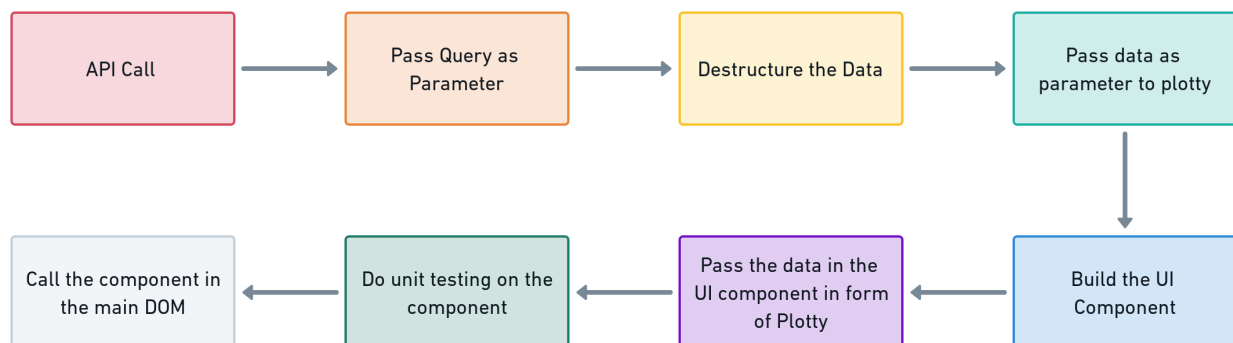 API Call
Pass Query as
Parameter
Destructure the Data
Pass data as
parameter to plotty
Build the UI
Component
Pass the data in the
UI component in form
of Plotty
Do unit testing on the
component
Call the component in
the main DOM